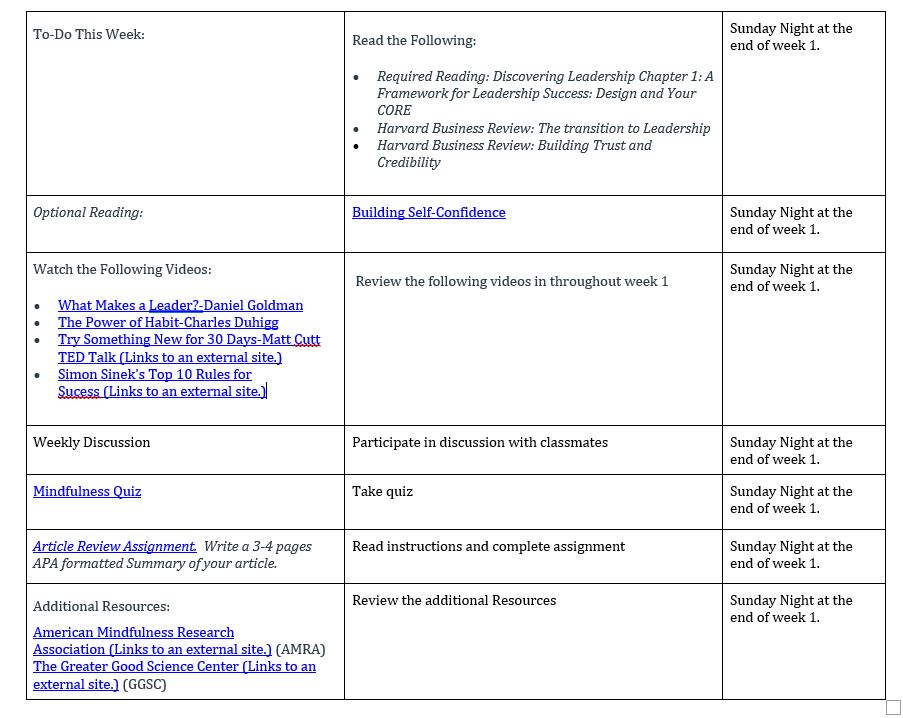 To-Do This Week:
Read the Following:
• Required Reading: Discovering Leadership Chapter 1: A
Framework for Leadership Success: Design and Your
CORE
• Harvard Business Review: The transition to Leadership
• Harvard Business Review: Building Trust and
Credibility
Sunday Night at the
end of week 1.
Optional Reading:
Building Self-Confidence
Sunday Night at the
end of week 1.
Watch the Following Videos:
• What Makes a Leader?-Daniel Goldman
• The Power of Habit-Charles Duhigg
• Try Something New for 30 Days-Matt Cutt
TED Talk (Links to an external site.)
• Simon Sinek's Top 10 Rules for
Sucess (Links to an external site.)
Review the following videos in throughout week 1
Sunday Night at the
end of week 1.
Weekly Discussion
Participate in discussion with classmates
Sunday Night at the
end of week 1.
Mindfulness Quiz
Take quiz
Sunday Night at the
end of week 1.
Article Review Assignment. Write a 3-4 pages
APA formatted Summary of your article.
Read instructions and complete assignment
Sunday Night at the
end of week 1.
Additional Resources:
American Mindfulness Research
Association (Links to an external site.) (AMRA)
The Greater Good Science Center (Links to an
external site.) (GGSC)
Review the additional Resources
Sunday Night at the
end of week 1.